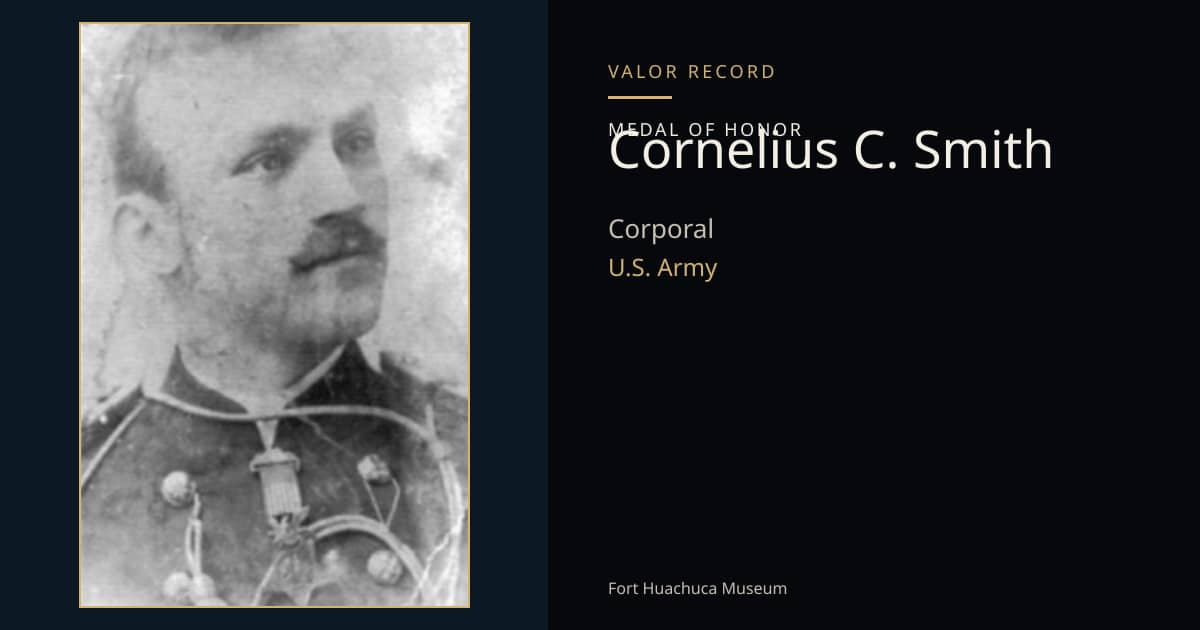 VALOR RECORD
MEDAL OF HONOR
Cornelius C. Smith
Corporal
U.S. Army
Fort Huachuca Museum